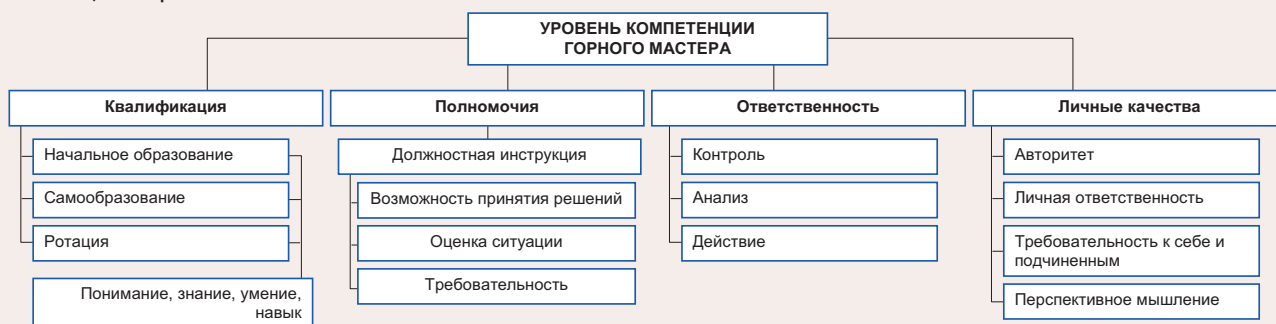 УРОВЕНЬ КОМПЕТЕНЦИИ
ГОРНОГО МАСТЕРА
Квалификация
Начальное образование
Самообразование
Ротация
Понимание, знание, умение,
навык
Полномочия
Должностная инструкция
Возможность принятия решений
Оценка ситуации
Требовательность
Ответственность
Контроль
Анализ
Действие
Личные качества
Авторитет
Личная ответственность
Требовательность к себе и
подчиненным
Перспективное мышление